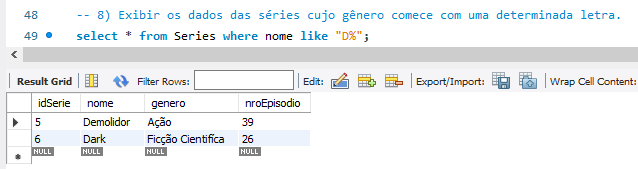 48 -- 8) Exibir os dados das séries cujo gênero comece com uma determinada letra.
49 select * from Series where nome like "D%";
Result Grid Filter Rows: Edit: Export/Import: Wrap Cell Content:
idSerie nome genero nroEpisodio
5 Demolidor Ação 39
6 Dark Ficção Cientifíca 26
NULL NULL NULL NULL